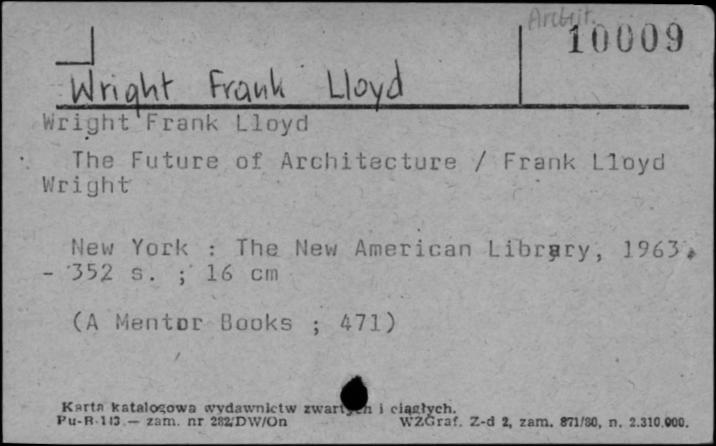 Archit.
10009
Wright Frank Lloyd
Wright Frank Lloyd
The Future of Architecture / Frank Lloyd
Wright
New York : The New American Library, 1963.
- 352 s. ; 16 cm
(A Mentor Books ; 471)
Karta katalogowa wydawnictw zwartych i ciągłych.
Pu-R-113 — zam. nr 282/DW/On WZGraf. Z-d 2, zam. 871/80, n. 2.310.000.